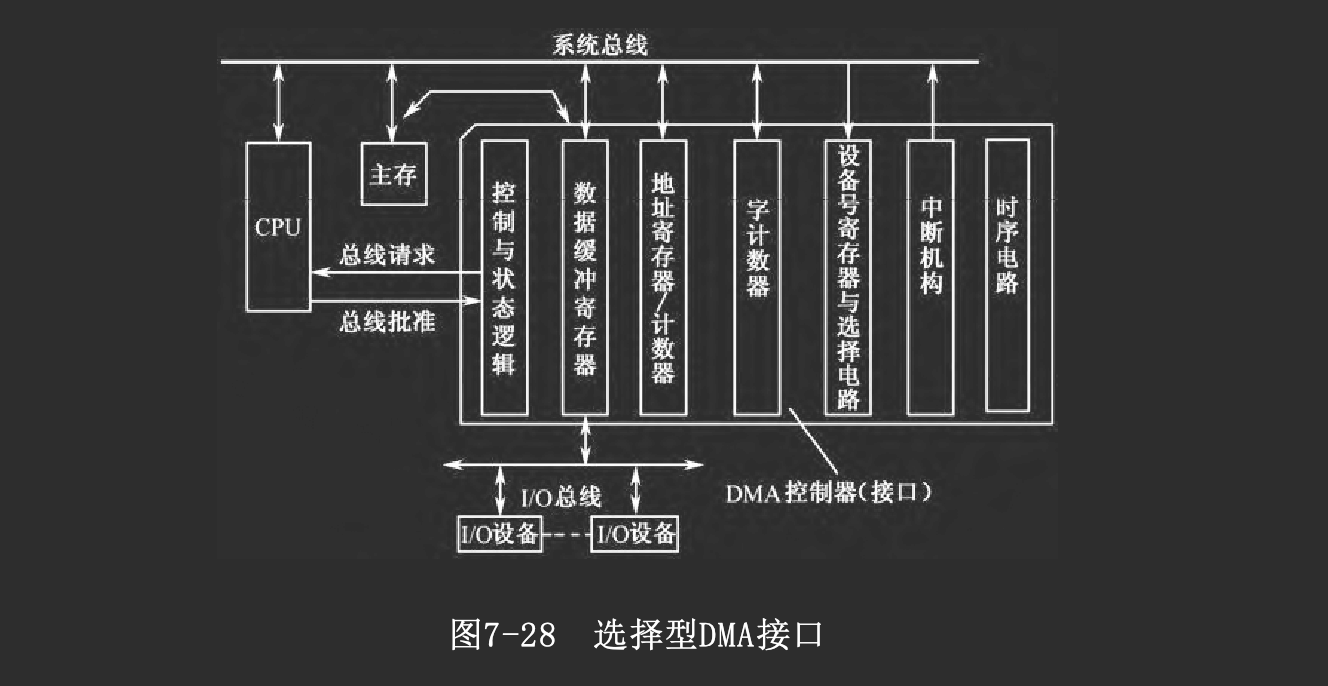 系统总线
CPU
主存
总线请求
总线批准
控制与状态逻辑
数据缓冲寄存器
地址寄存器/计数器
字计数器
设备号寄存器与选择电路
中断机构
时序电路
I/O总线
DMA控制器(接口)
I/O设备
I/O设备
图7-28 选择型DMA接口